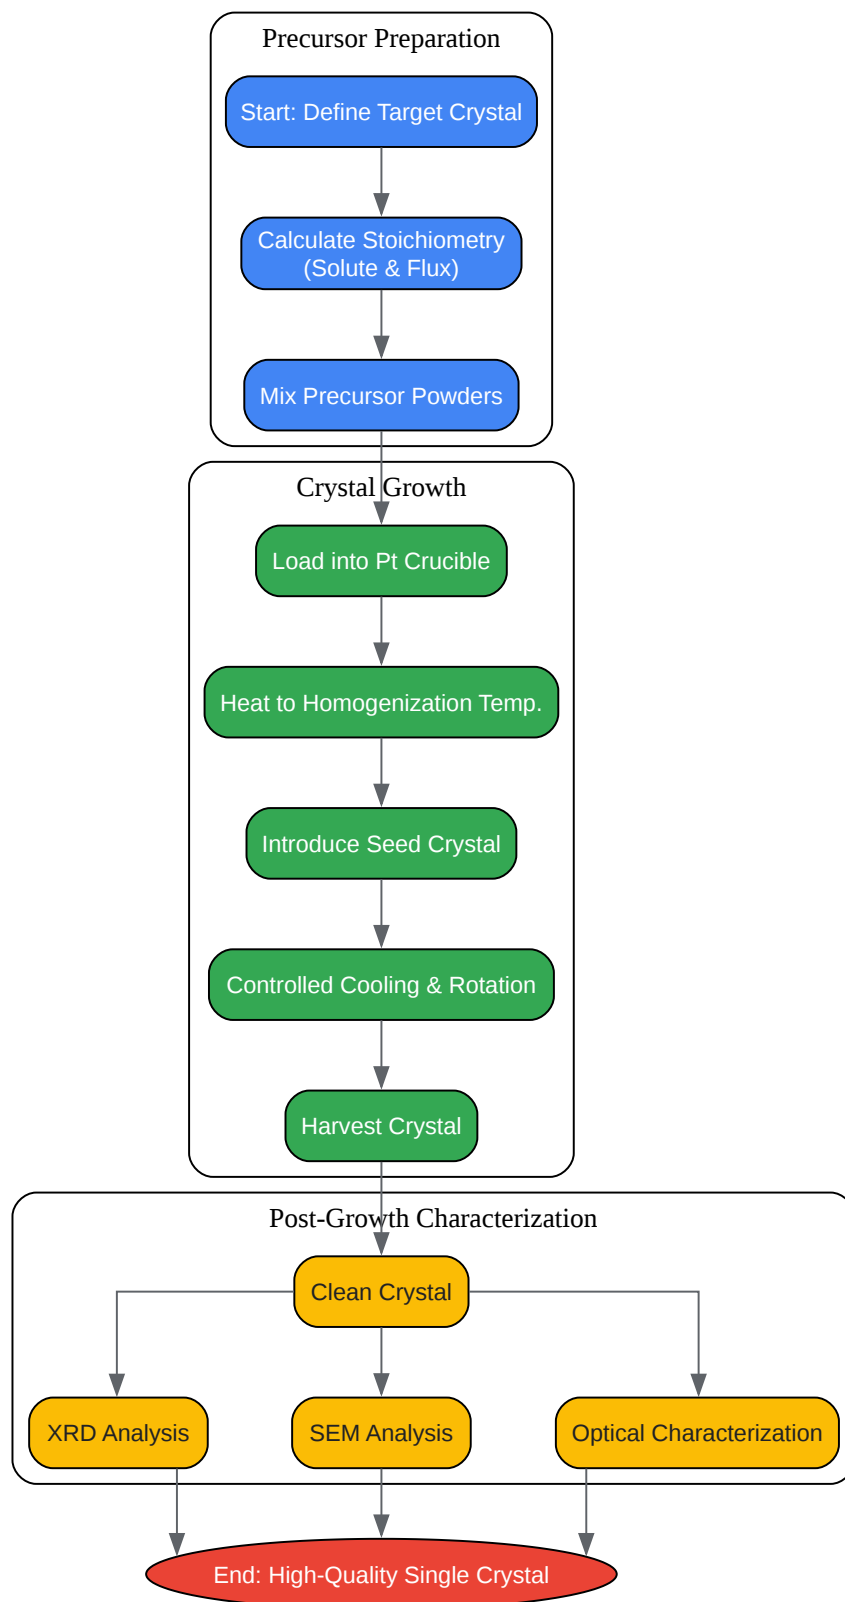 Precursor Preparation
Start: Define Target Crystal
Calculate Stoichiometry
(Solute & Flux)
Mix Precursor Powders
Crystal Growth
Load into Pt Crucible
Heat to Homogenization Temp.
Introduce Seed Crystal
Controlled Cooling & Rotation
Harvest Crystal
Post-Growth Characterization
Clean Crystal
XRD Analysis
SEM Analysis
Optical Characterization
End: High-Quality Single Crystal